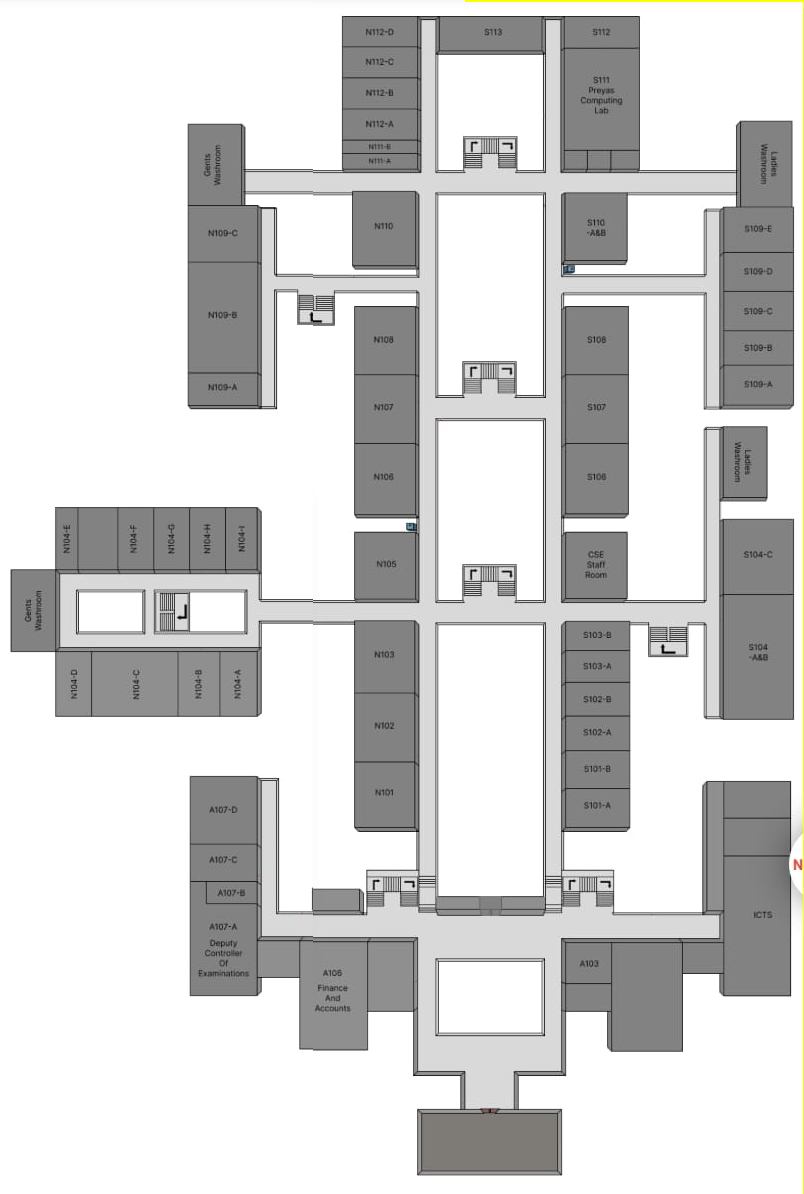 N112-D
S113
S112
N112-C
S111
Preyas
Computing
Lab
N112-B
N112-A
N111-B
N111-A
Gents
Washroom
Ladies
Washroom
N110
S110
-A&B
N109-C
S109-E
S109-D
N109-B
S109-C
N108
S108
S109-B
N109-A
S109-A
N107
S107
N106
S106
Ladies
Washroom
N104-E
N104-F
N104-G
N104-H
N104-I
N105
CSE
Staff
Room
S104-C
Gents
Washroom
N103
S103-B
S103-A
S104
-A&B
N104-D
N104-C
N104-B
N104-A
S102-B
N102
S102-A
S101-B
N101
S101-A
A107-D
A107-C
A107-B
A107-A
Deputy
Controller
Of
Examinations
ICTS
N
A106
Finance
And
Accounts
A103